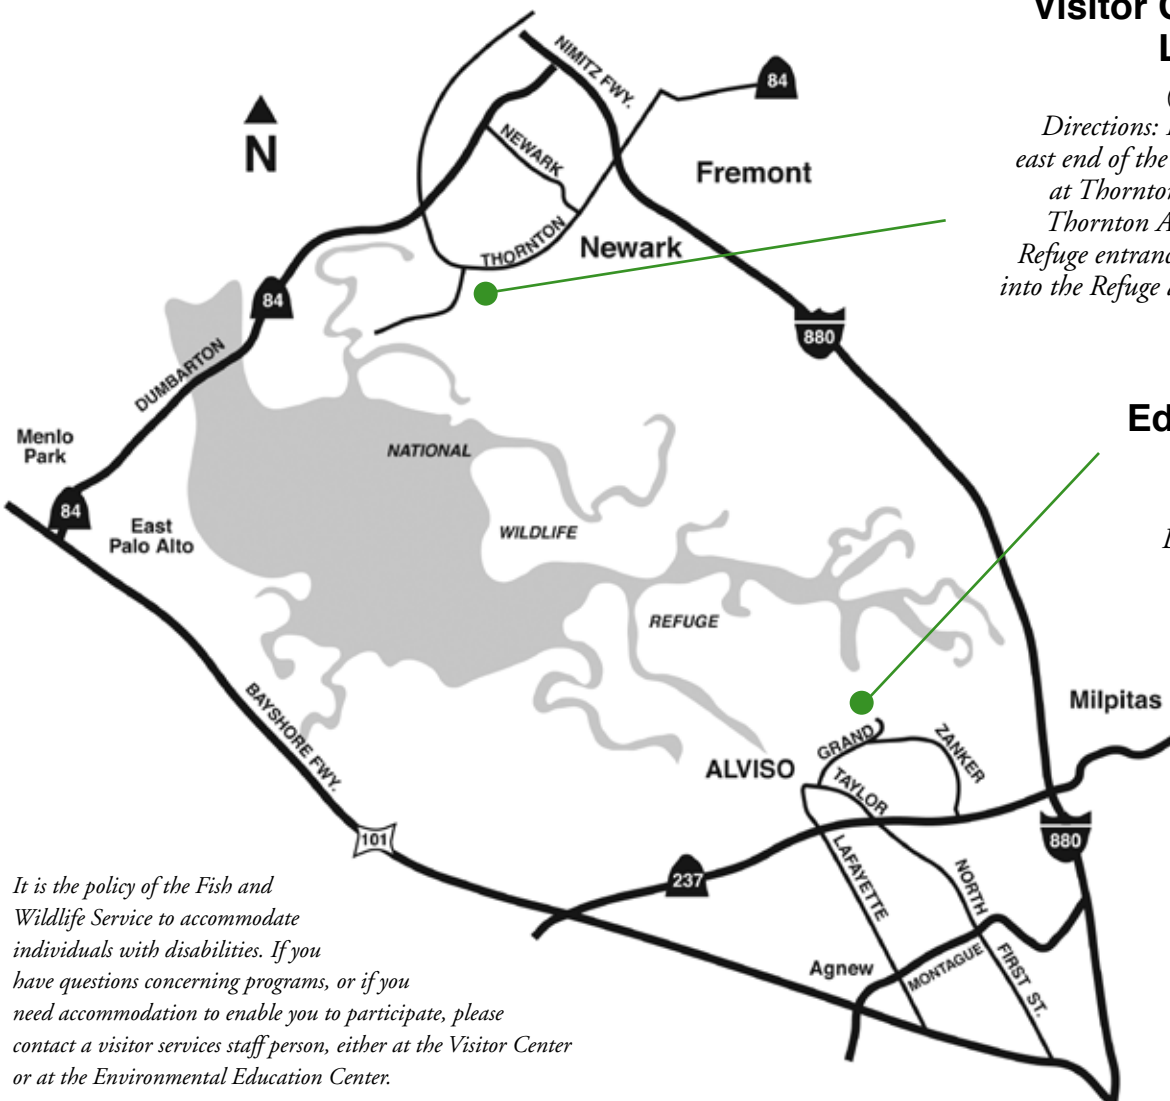 Visitor
NIMITZ FWY.
84
N
NEWARK
Fremont
Directions:
east end of the
at Thornton
Thornton
Refuge entrance
into the Refuge
THORNTON
Newark
84
880
DUMBARTON
Menlo
Park
NATIONAL
84
East
Palo Alto
WILDLIFE
REFUGE
Ed
BAYSHORE FWY.
Milpitas
GRAND
ZANKER
ALVISO
TAYLOR
101
880
237
LAFAYETTE
NORTH
FIRST ST.
Agnew
MONTAGUE
It is the policy of the Fish and
Wildlife Service to accommodate
individuals with disabilities. If you
have questions concerning programs, or if you
need accommodation to enable you to participate, please
contact a visitor services staff person, either at the Visitor Center
or at the Environmental Education Center.